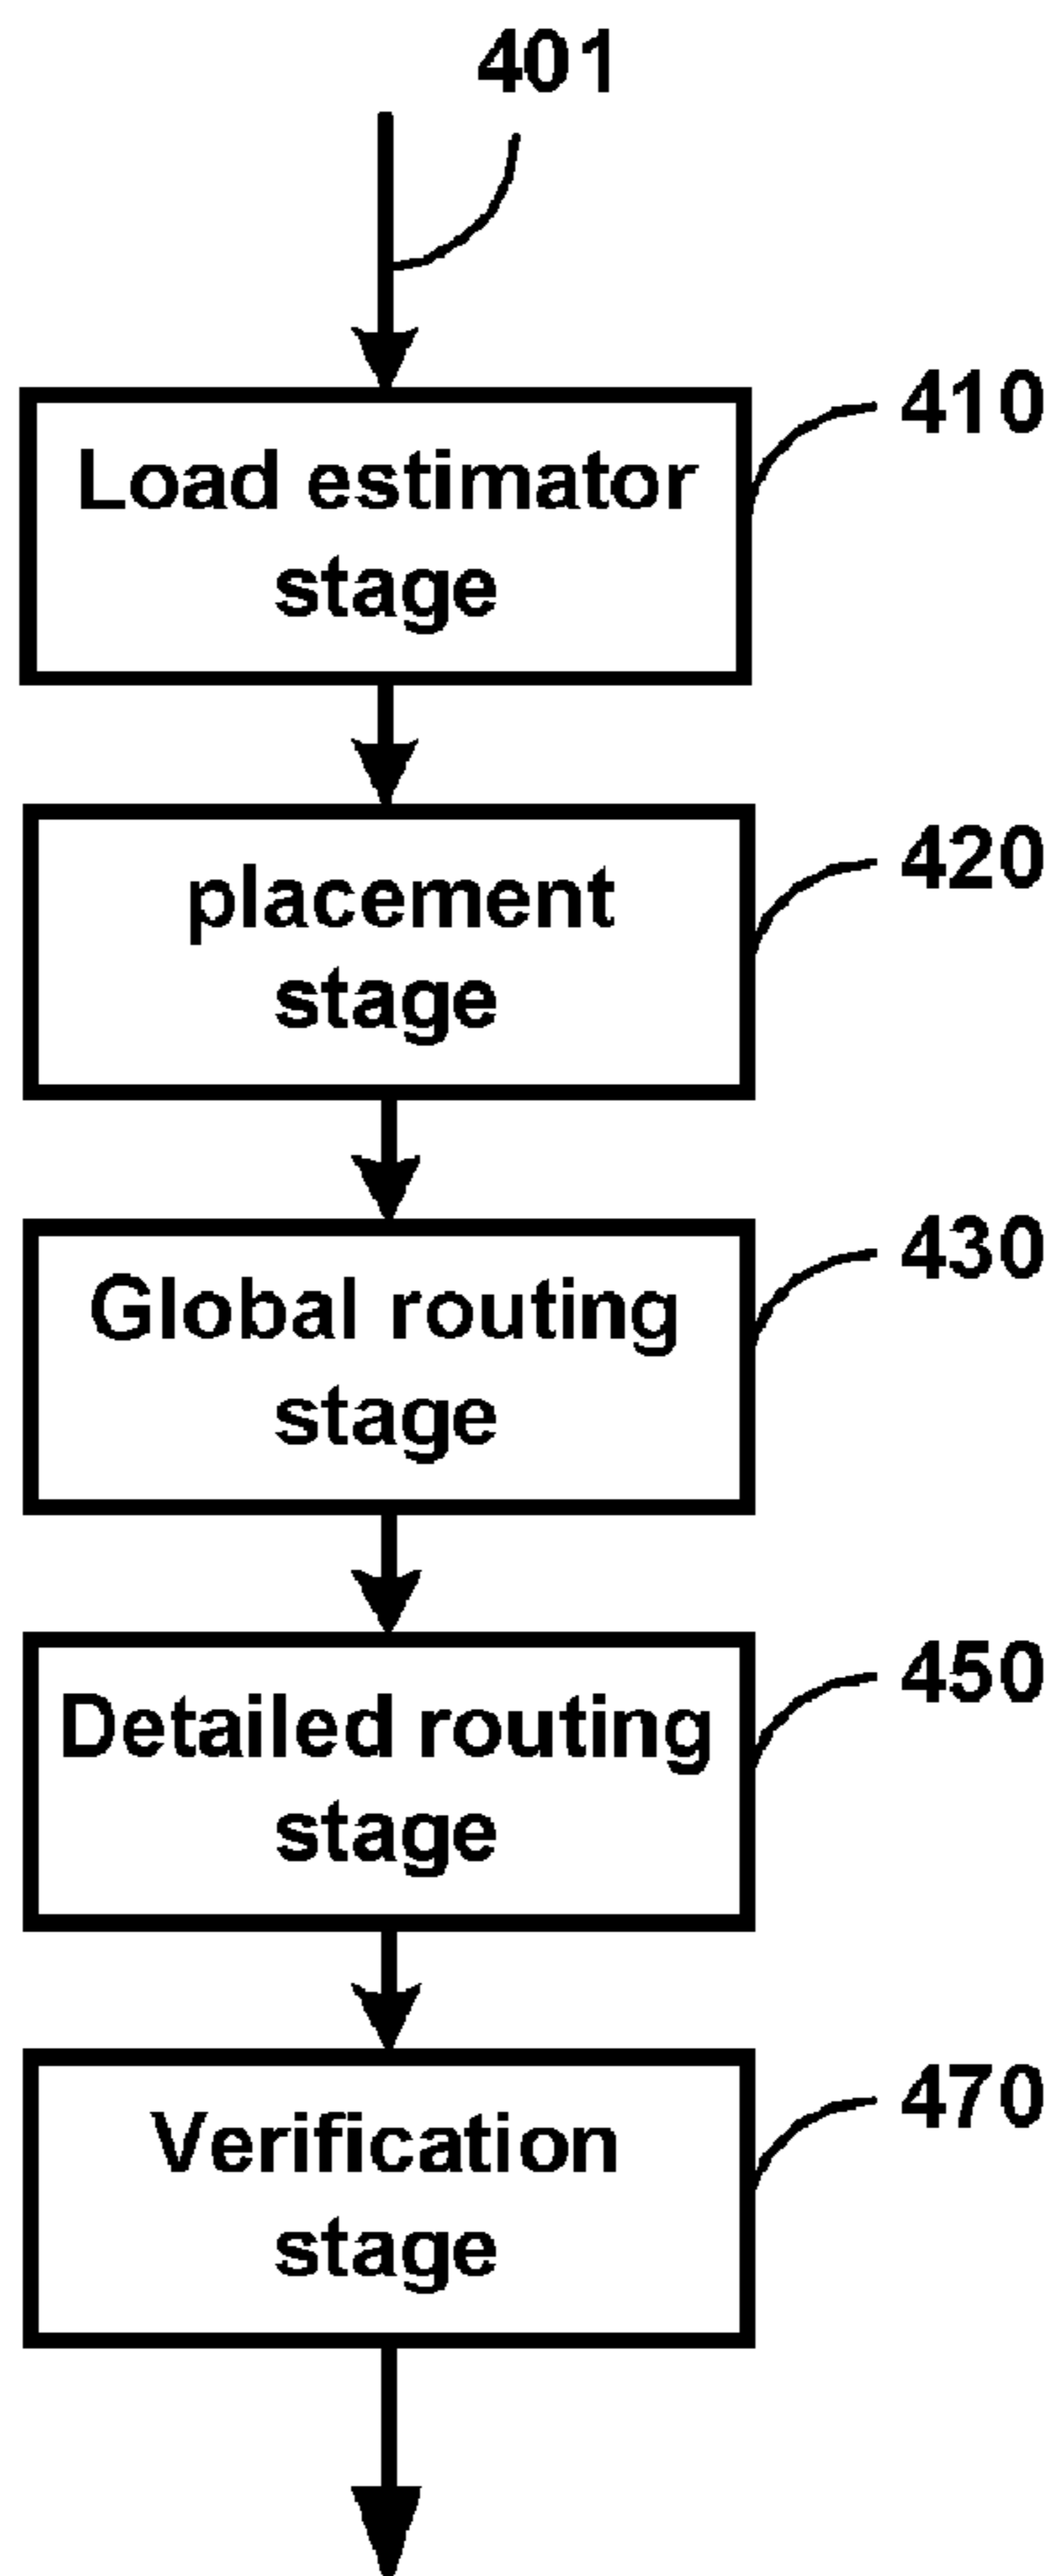 401
Load estimator
stage
410
placement
stage
420
Global routing
stage
430
Detailed routing
stage
450
Verification
stage
470